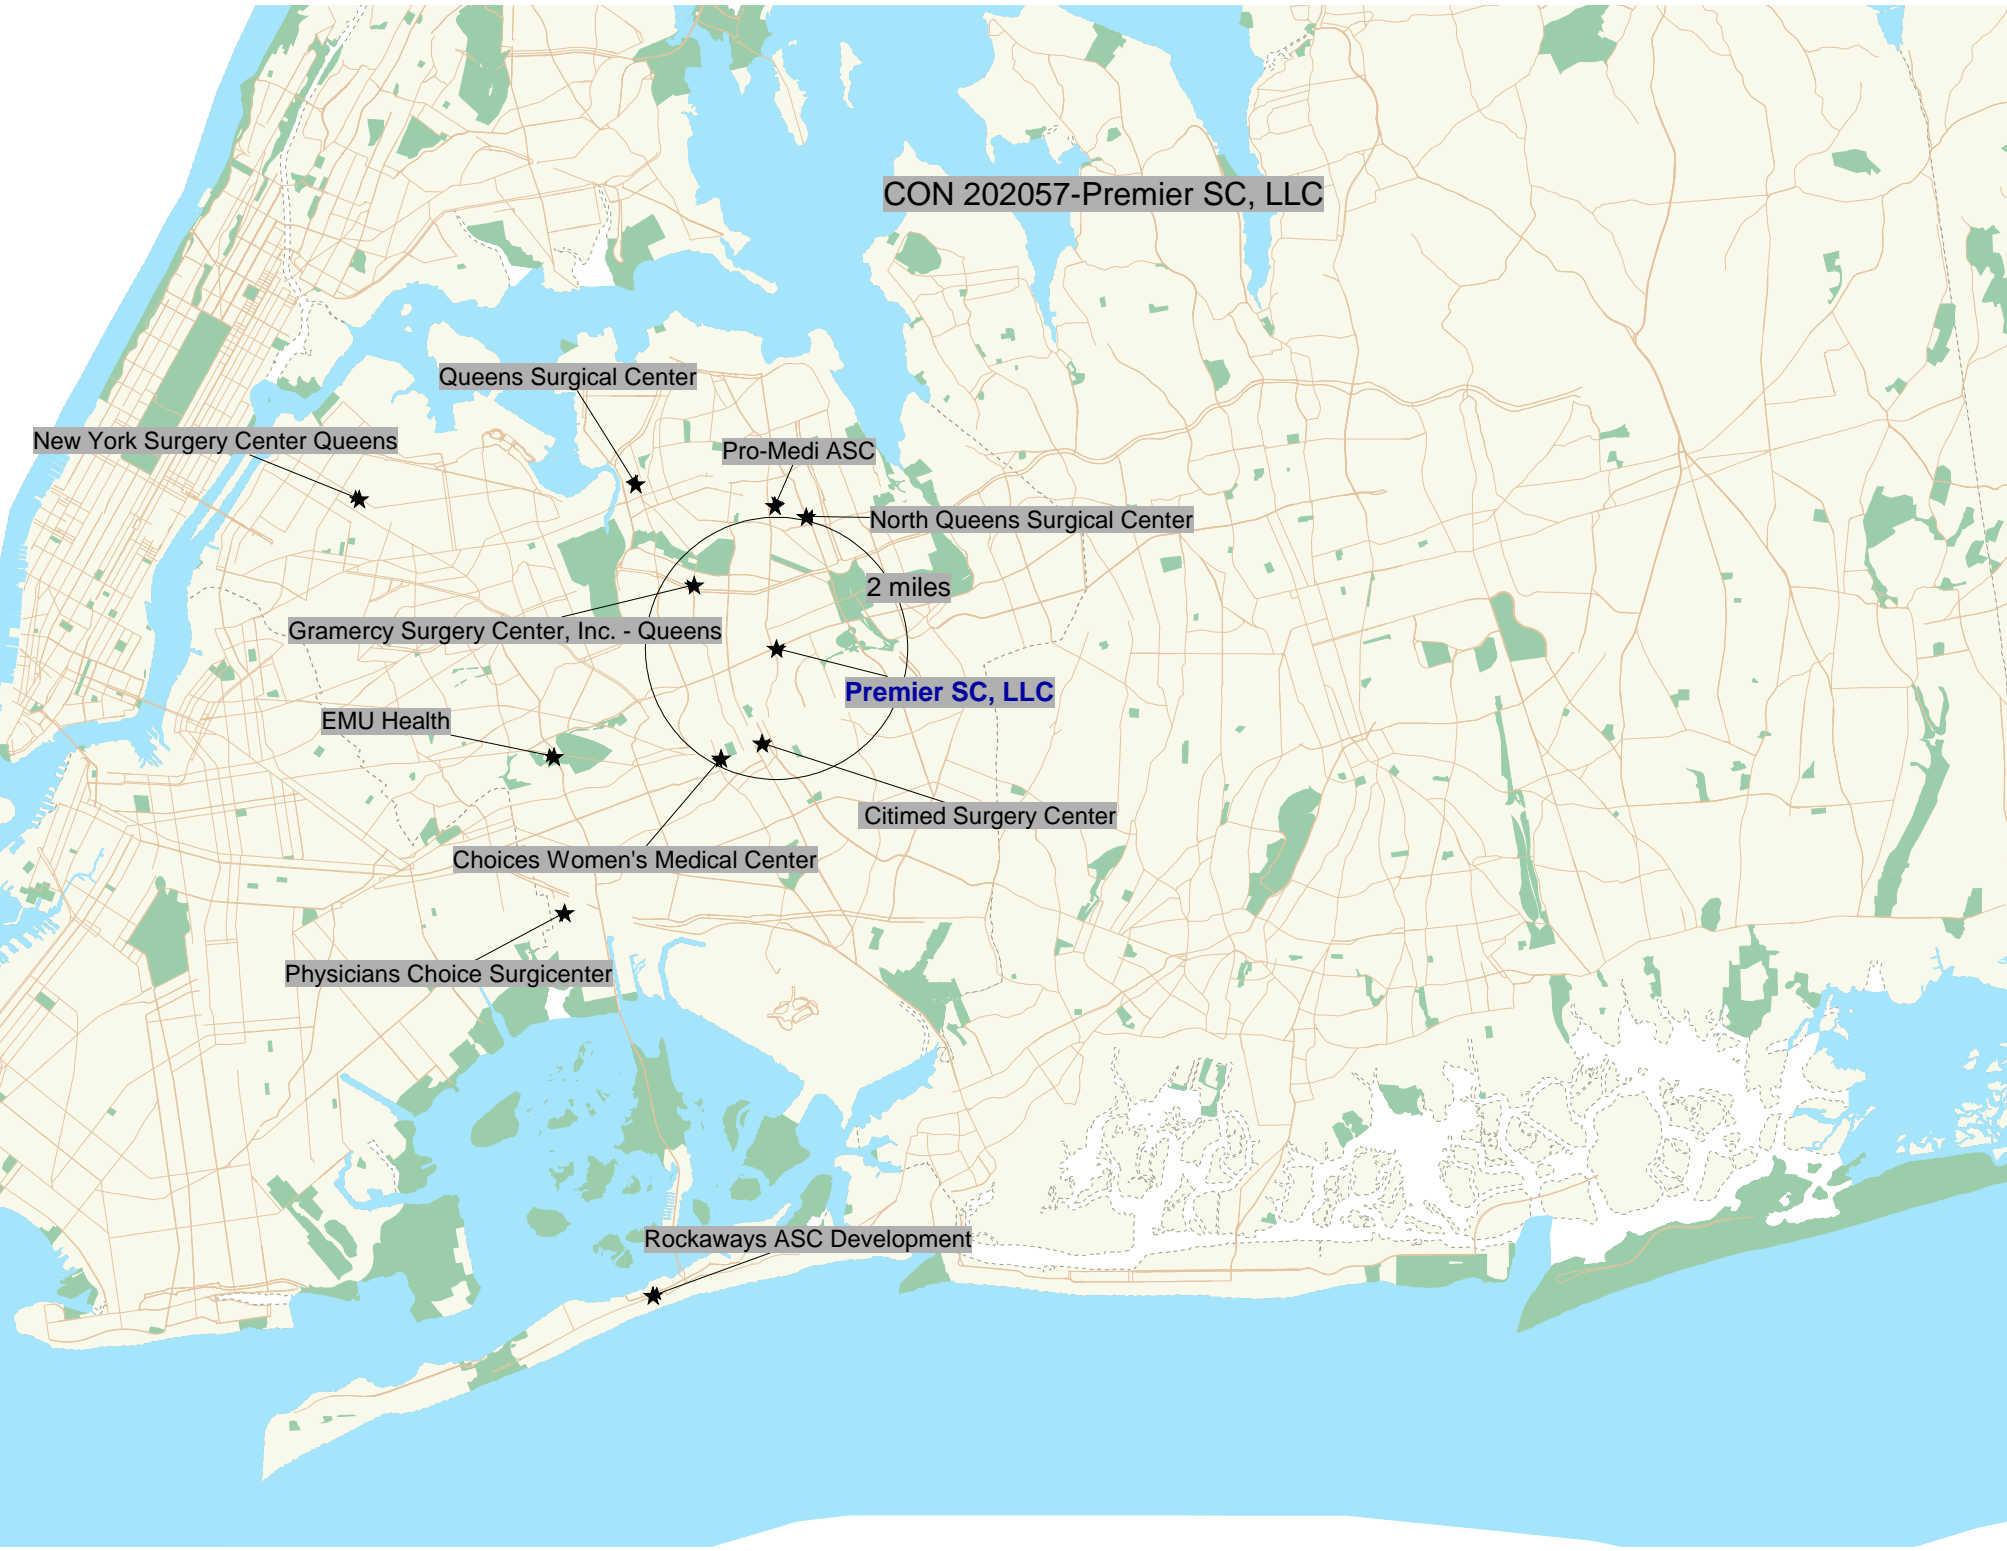 CON 202057-Premier SC, LLC
Queens Surgical Center
New York Surgery Center Queens
Pro-Medi ASC
North Queens Surgical Center
2 miles
Gramercy Surgery Center, Inc. - Queens
Premier SC, LLC
EMU Health
Citimed Surgery Center
Choices Women's Medical Center
Physicians Choice Surgicenter
Rockaways ASC Development